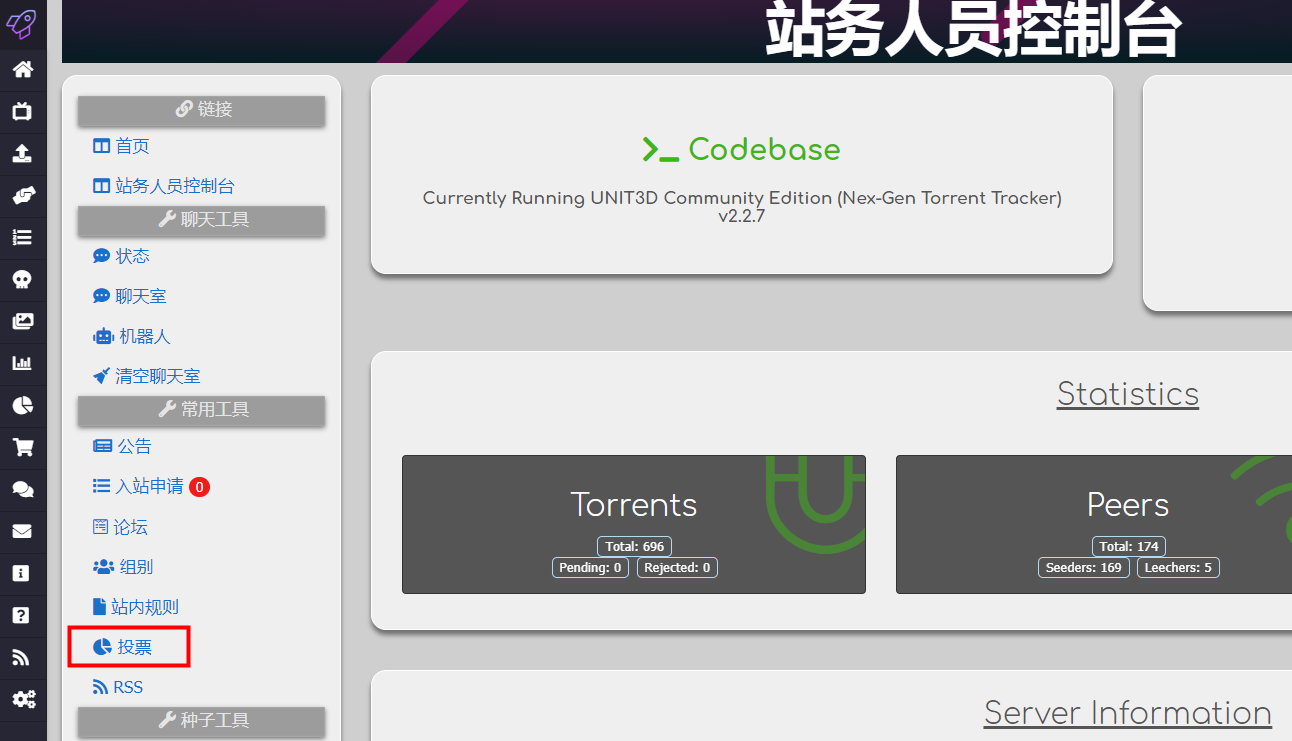 站务人员控制台
链接
首页
站务人员控制台
聊天工具
状态
聊天室
机器人
清空聊天室
常用工具
公告
入站申请 0
论坛
组别
站内规则
投票
RSS
种子工具
Codebase
Currently Running UNIT3D Community Edition (Nex-Gen Torrent Tracker)
v2.2.7
Statistics
Torrents
Total: 696
Pending: 0 Rejected: 0
Peers
Total: 174
Seeders: 169 Leechers: 5
Server Information